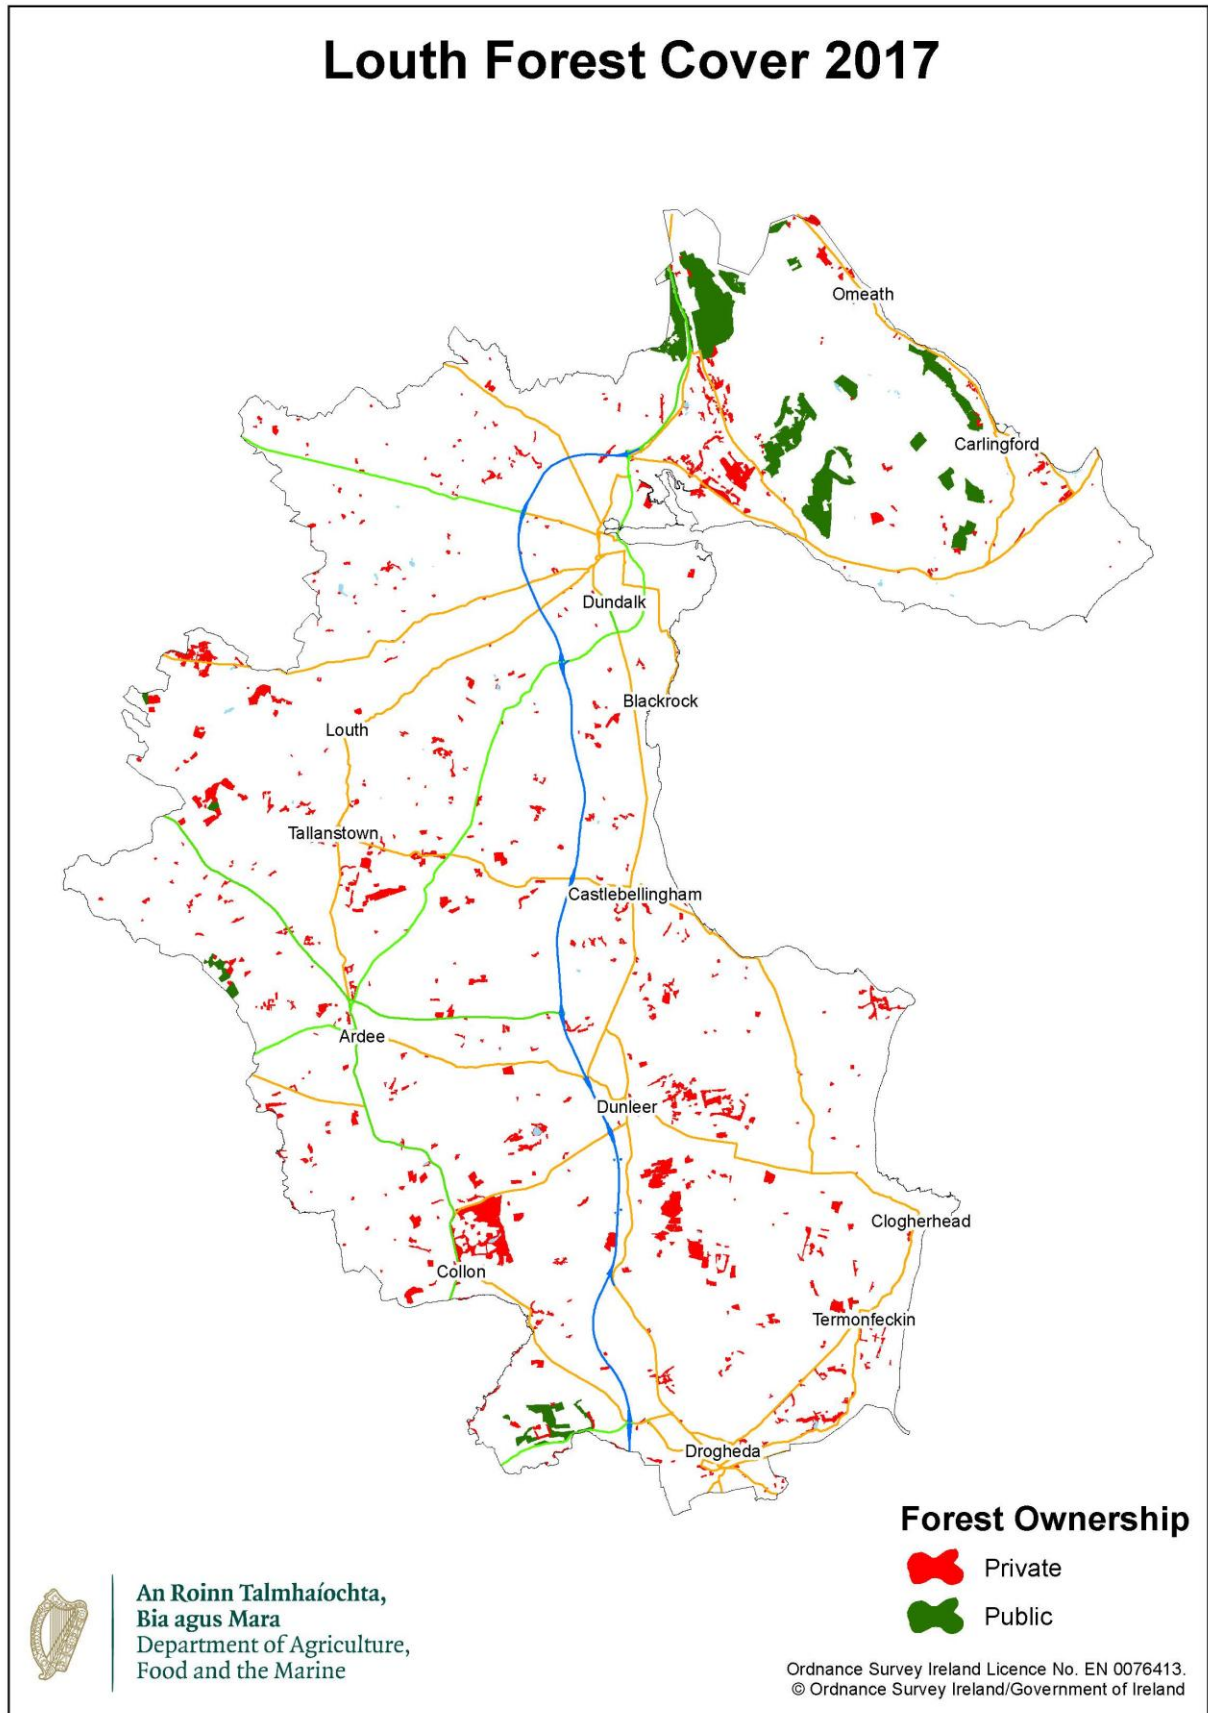 Louth Forest Cover 2017
Omeath
Carlingford
Dundalk
Blackrock
Louth
Tallanstown
Castlebellingham
Ardee
Dunleer
Clogherhead
Collon
Termonfeckin
Drogheda
Forest Ownership
Private
Public
An Roinn Talmhaíochta,
Bia agus Mara
Department of Agriculture,
Food and the Marine
Ordnance Survey Ireland Licence No. EN 0076413.
© Ordnance Survey Ireland/Government of Ireland